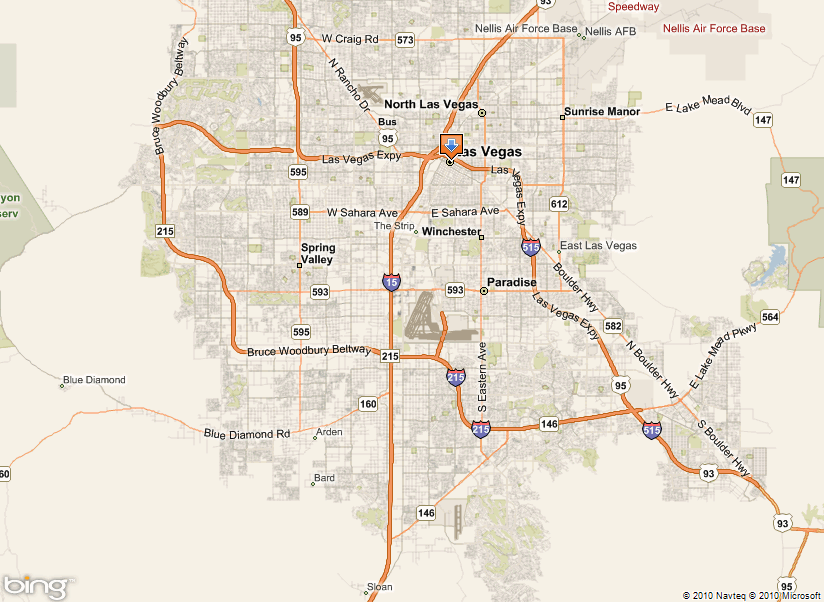 93
Speedway
Nellis Air Force Base
Nellis AFB
Nellis Air Force Base
95
W Craig Rd
573
Bruce Woodbury Beltway
N Rancho Dr
North Las Vegas
Sunrise Manor
E Lake Mead Blvd
147
Bus
95
Las Vegas
Las Vegas Expy
595
Las Vegas Expy
147
589
W Sahara Ave
E Sahara Ave
612
The Strip
Winchester
215
515
East Las Vegas
Spring
Valley
15
593
593
Paradise
Boulder Hwy
Las Vegas Expy
582
564
595
Bruce Woodbury Beltway
215
215
N Boulder Hwy
E Lake Mead Pkwy
Blue Diamond
S Eastern Ave
95
160
146
215
515
Blue Diamond Rd
Arden
S Boulder Hwy
60
Bard
93
146
93
Sloan
95
bing
© 2010 Navteq © 2010 Microsoft